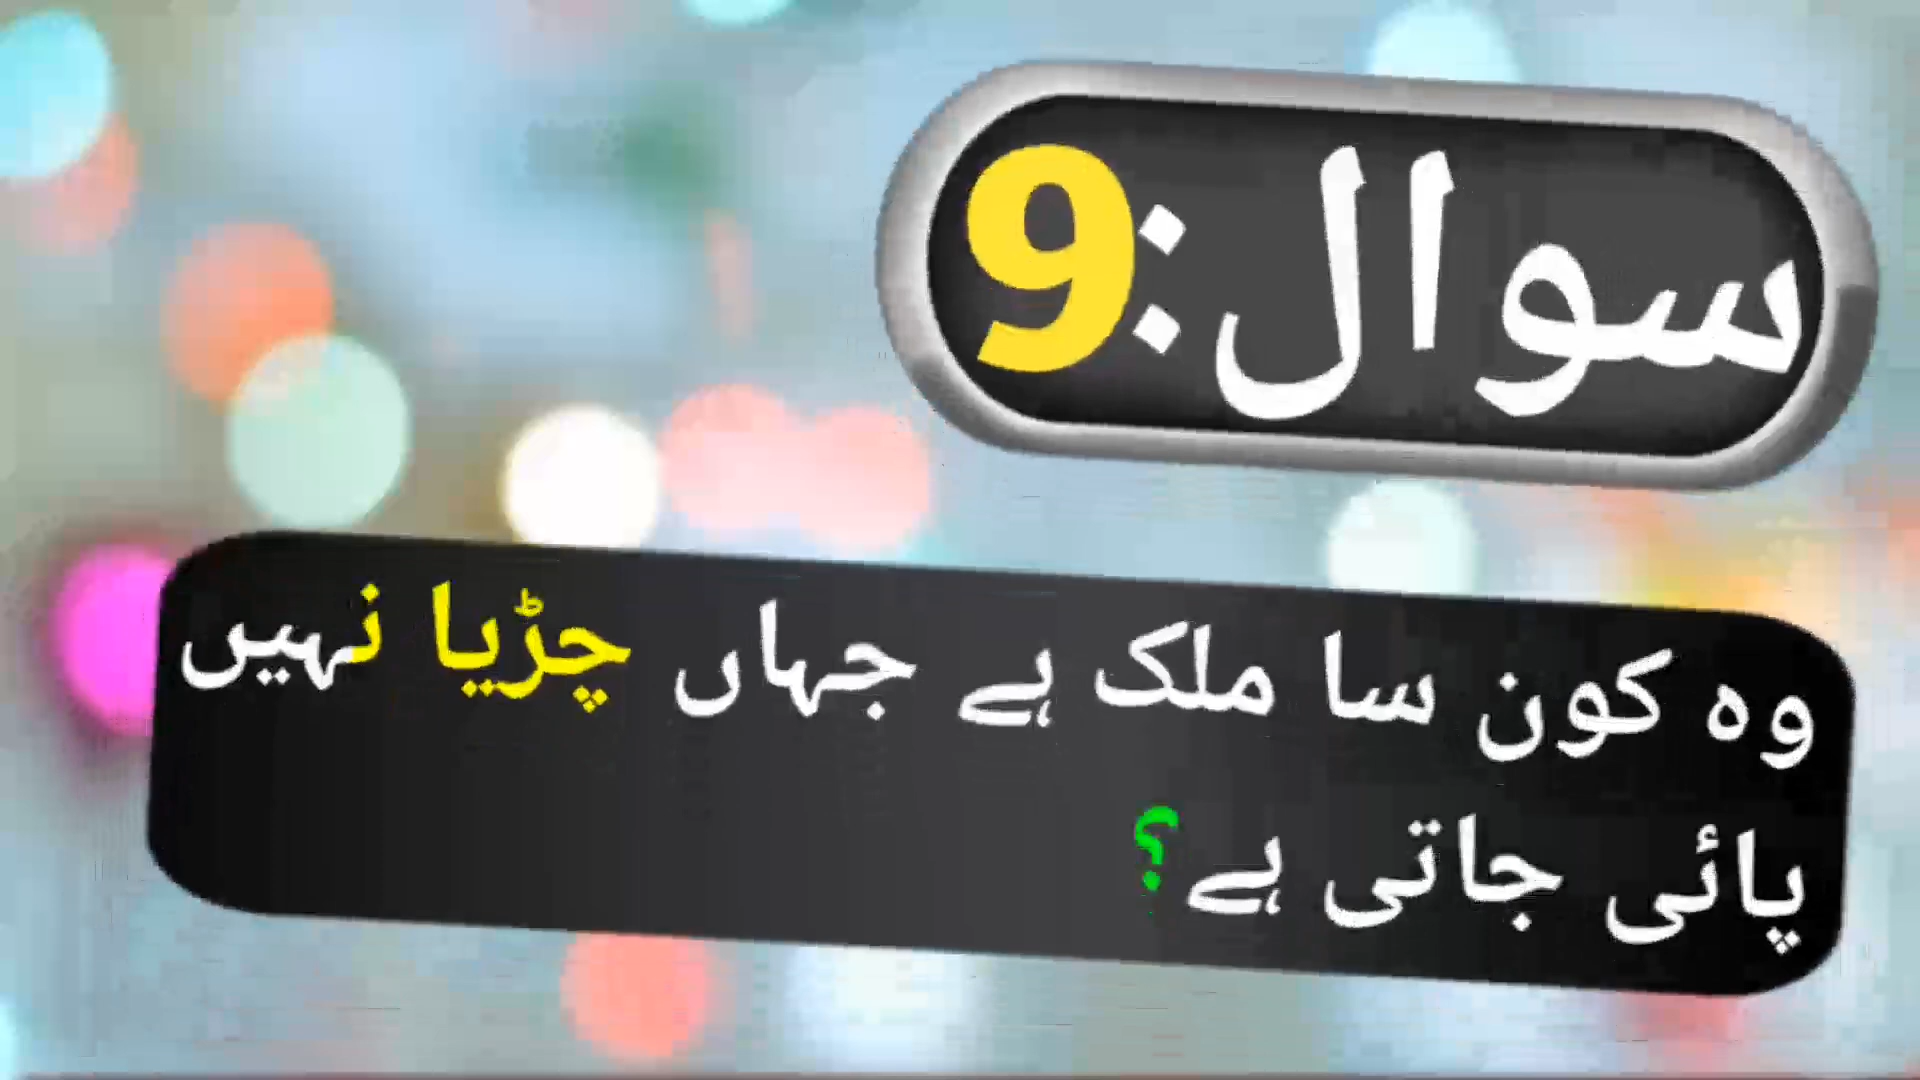 سوال:9
وہ کون سا ملک ہے جہاں چڑیا نہیں
پائی جاتی ہے؟